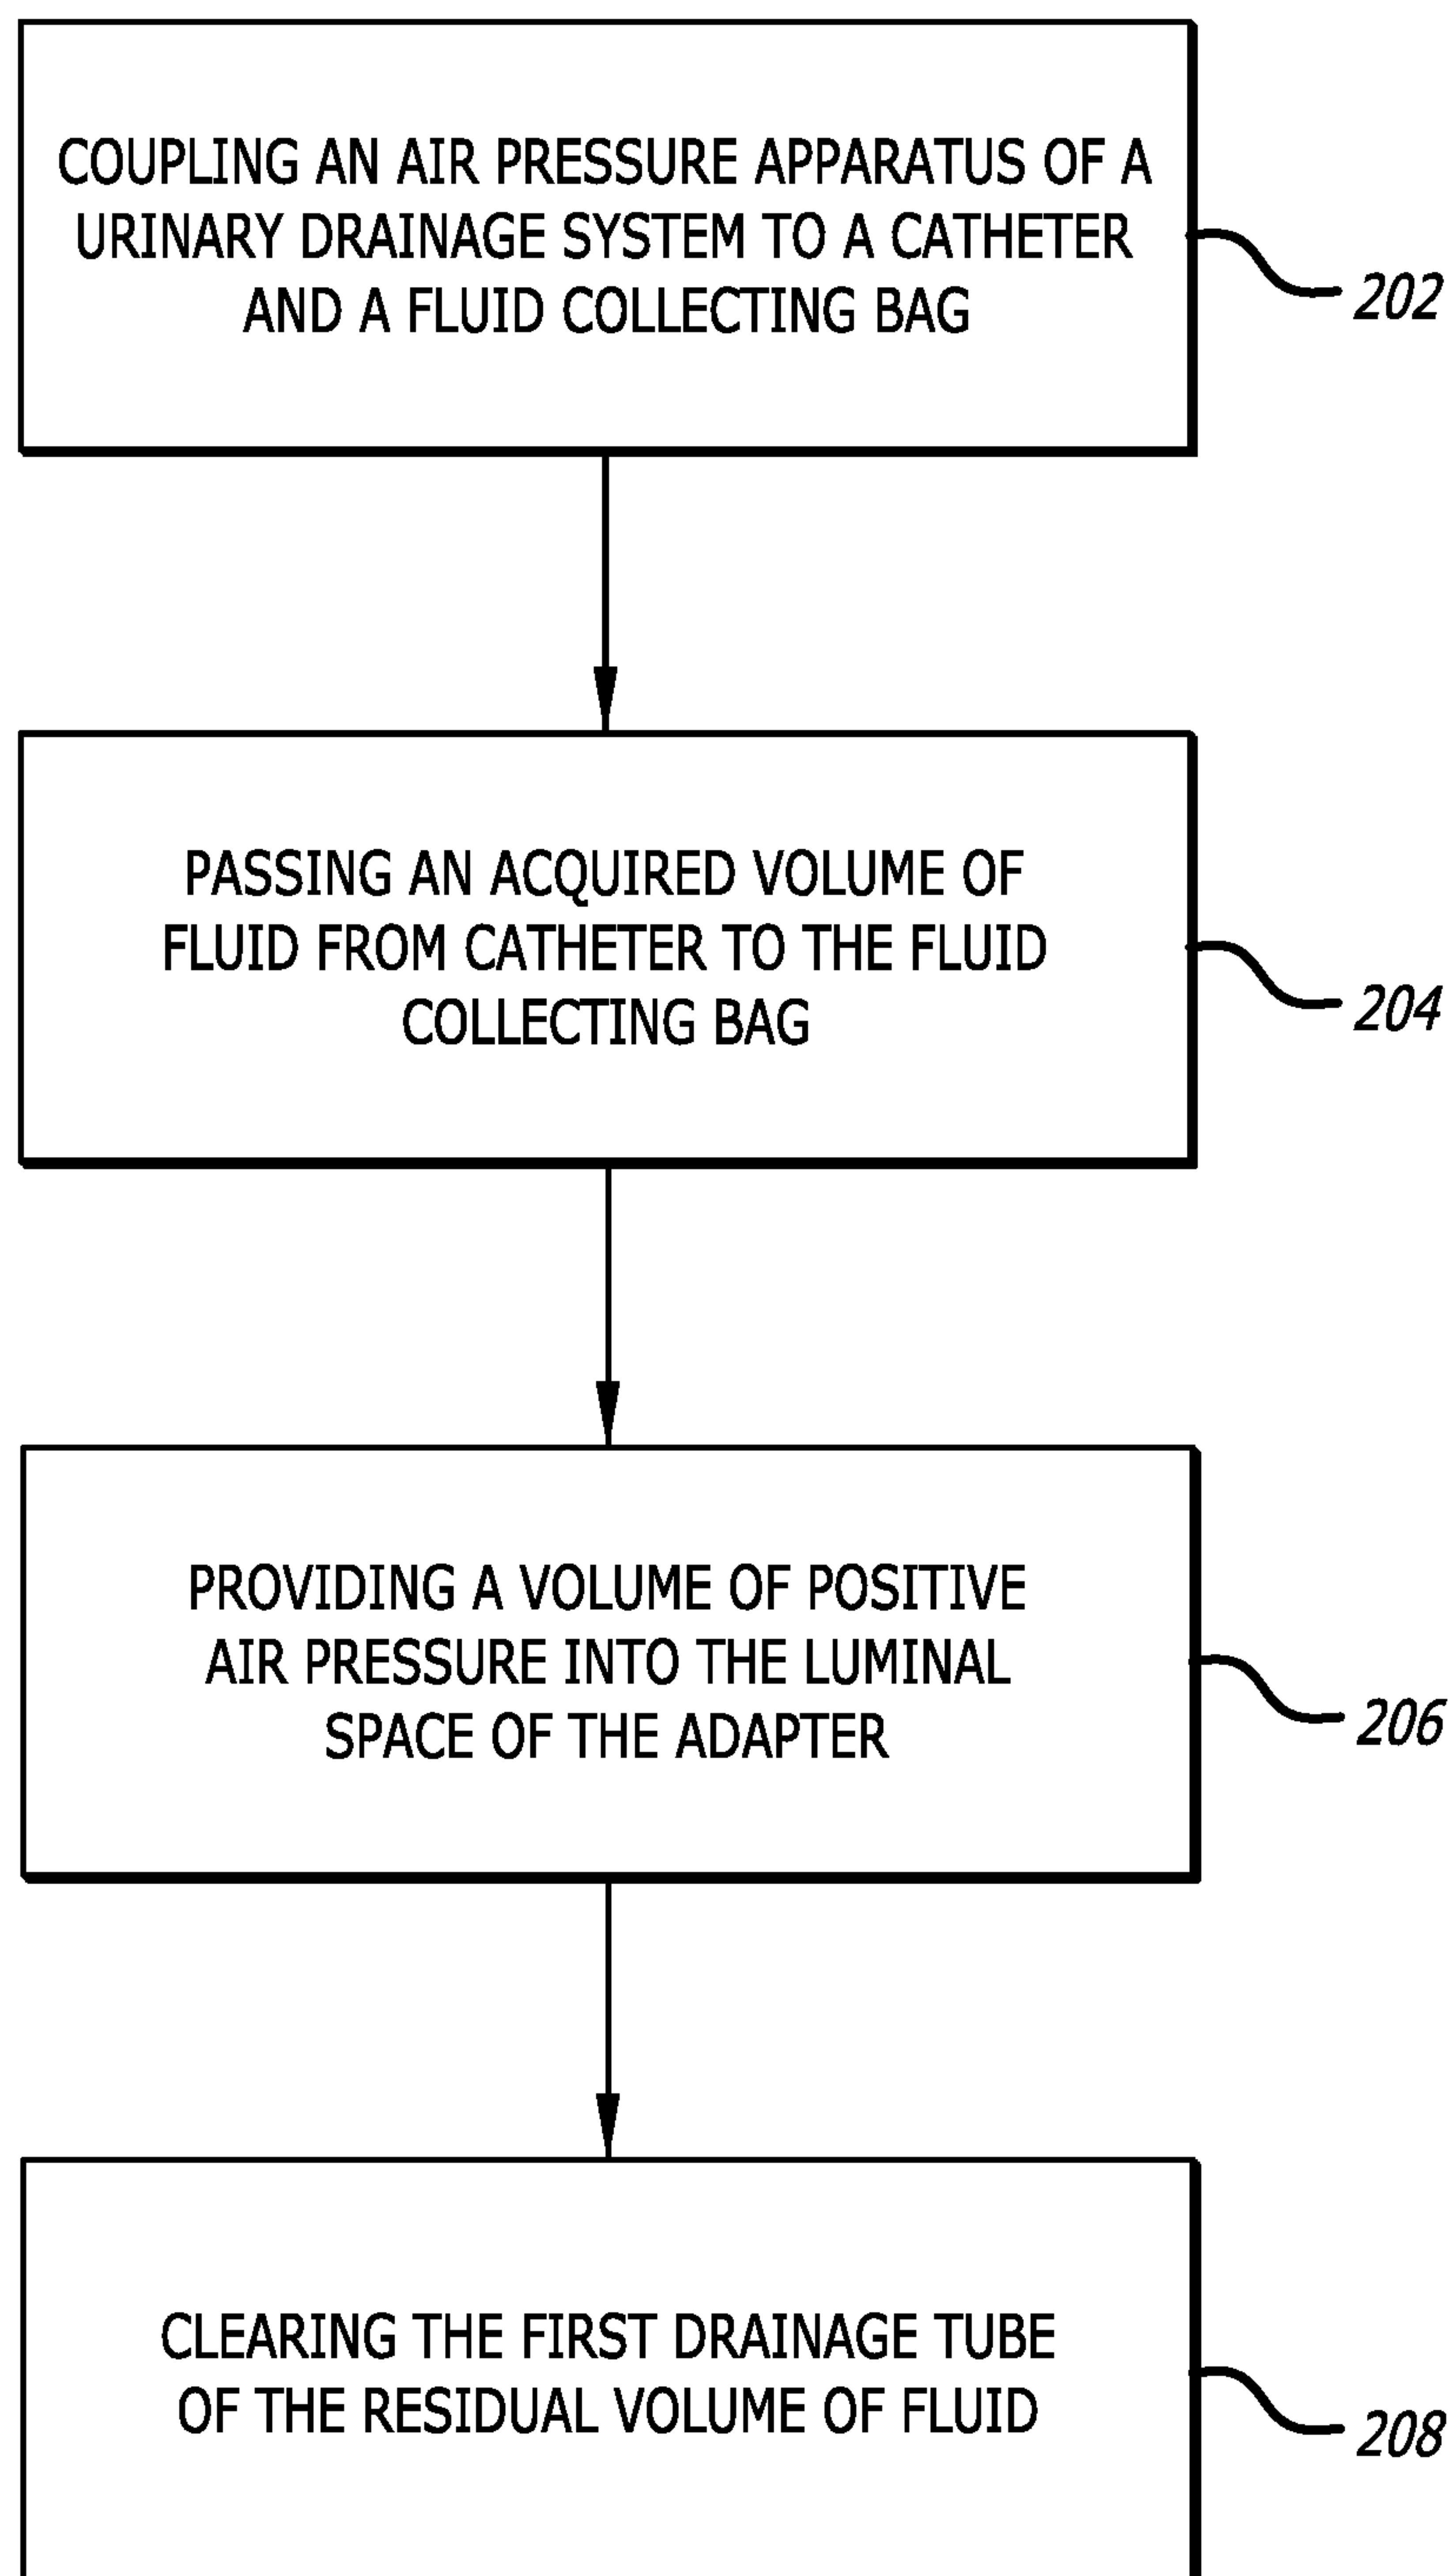 COUPLING AN AIR PRESSURE APPARATUS OF A
URINARY DRAINAGE SYSTEM TO A CATHETER
AND A FLUID COLLECTING BAG
202
PASSING AN ACQUIRED VOLUME OF
FLUID FROM CATHETER TO THE FLUID
COLLECTING BAG
204
PROVIDING A VOLUME OF POSITIVE
AIR PRESSURE INTO THE LUMINAL
SPACE OF THE ADAPTER
206
CLEARING THE FIRST DRAINAGE TUBE
OF THE RESIDUAL VOLUME OF FLUID
208